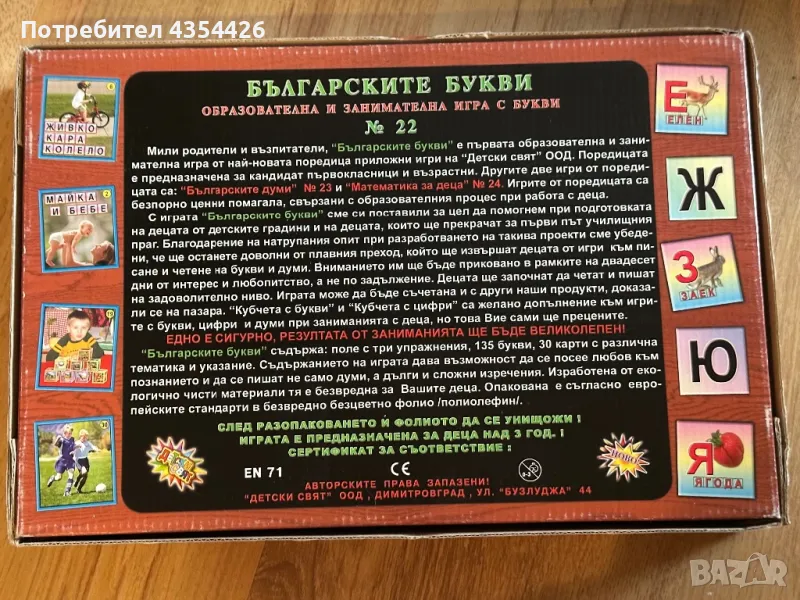 Потребител 4354426
БЪЛГАРСКИТЕ БУКВИ
ОБРАЗОВАТЕЛНА И ЗАНИМАТЕЛНА ИГРА С БУКВИ
№ 22
Мили родители и възпитатели, "Българските букви" е първата образователна и зани-
мателна игра от най-новата поредица приложни игри на "Детски свят" ООД. Поредицата
е предназначена за кандидат първокласници и възрастни. Другите две игри от поре-
дицата са: "Българските думи" № 23 и "Математика за деца" № 24. Игрите от поредицата са
безпорно ценни помагала, свързани с образователния процес при работа с деца.
С играта "Българските букви" сме си поставили за цел да помогнем при подготовката
на децата от детските градини и на децата, които ще прекрачат за първи път училищния
праг. Благодарение на натрупания опит при разработването на такива проекти сме убеде-
ни, че ще останете доволни от плавния преход, който ще извършат децата от игри към пи-
сане и четене на букви и думи. Вниманието им ще бъде приковано в рамките на двадесет
дни от интерес и любопитство, а не по задължение. Децата ще започнат да четат и пишат
на задоволително ниво. Играта може да бъде съчетана и с други наши продукти, доказа-
ли се на пазара. "Кубчета с букви" и "Кубчета с цифри" са желано допълнение към игри-
те с букви, цифри и думи при заниманията с деца, но това Вие сами ще прецените.
ЕДНО Е СИГУРНО, РЕЗУЛТАТА ОТ ЗАНИМАНИЯТА ЩЕ БЪДЕ ВЕЛИКОЛЕПЕН!
"Българските букви" съдържа: поле с три упражнения, 135 букви, 30 карти с различна
тематика и указание. Съдържанието на играта дава възможност да се посее любов към
познанието и да се пишат не само думи, а дълги и сложни изречения. Изработена от еко-
логично чисти материали тя е безвредна за Вашите деца. Опакована е съгласно евро-
пейските стандарти в безвредно безцветно фолио /полиолефин/.
СЛЕД РАЗОПАКОВАНЕТО Й ФОЛИОТО ДА СЕ УНИЩОЖИ !
ИГРАТА Е ПРЕДНАЗНАЧЕНА ЗА ДЕЦА НАД 3 ГОД. !
СЕРТИФИКАТ ЗА СЪОТВЕТСТВИЕ :
EN 71
CE
0-3
НОВО
АВТОРСКИТЕ ПРАВА ЗАПАЗЕНИ!
"ДЕТСКИ СВЯТ" ООД , ДИМИТРОВГРАД , УЛ. "БУЗЛУДЖА" 44
ЖИВКО
КАРА
КОЛЕЛО
МАЙКА
И БЕБЕ
2
Е
ЕЛЕН
Ж
З
ЗАЕК
Ю
Я
ЯГОДА
BAZAR